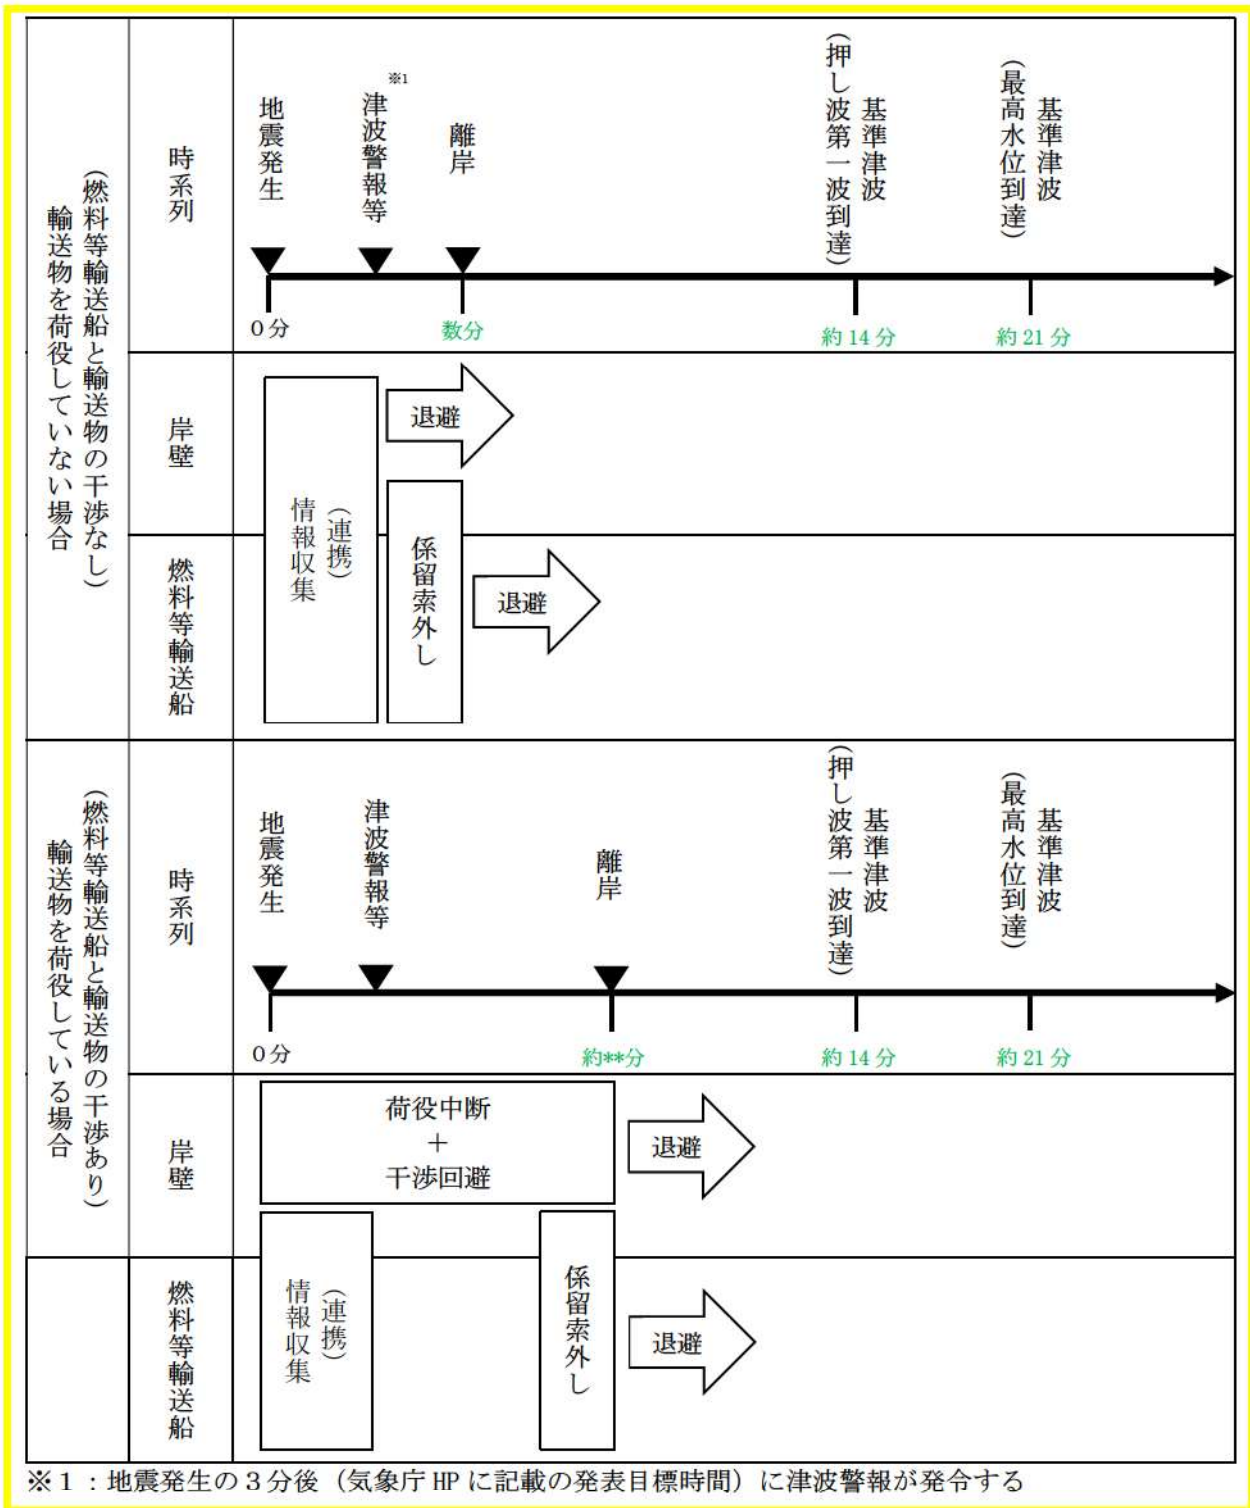 輸送物を荷役していない場合
(燃料等輸送船と輸送物の干渉なし)
時系列
地震発生
津波警報等
※1
離岸
基準津波
(押し波第一波到達)
基準津波
(最高水位到達)
0分
数分
約14分
約21分
岸壁
情報収集
(連携)
退避
係留索外し
燃料等輸送船
退避
輸送物を荷役している場合
(燃料等輸送船と輸送物の干渉あり)
時系列
地震発生
津波警報等
離岸
基準津波
(押し波第一波到達)
基準津波
(最高水位到達)
0分
約**分
約14分
約21分
岸壁
荷役中断
+
干渉回避
退避
情報収集
(連携)
係留索外し
燃料等輸送船
退避
※1:地震発生の3分後(気象庁HPに記載の発表目標時間)に津波警報が発令する